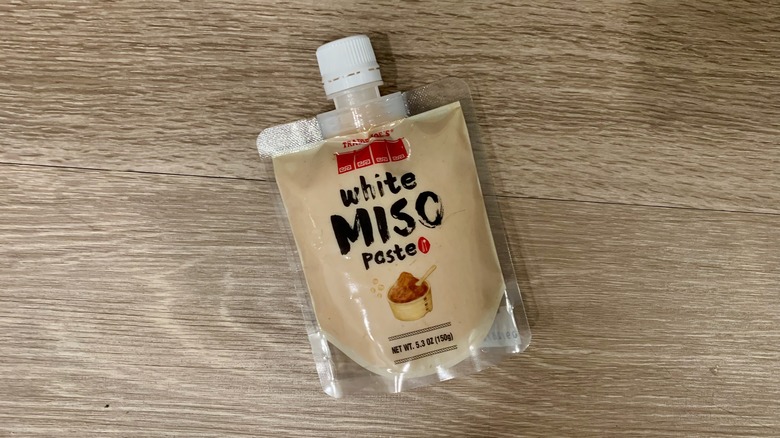 TRADER JOE'S
white
MISO
paste
NET WT. 5.3 OZ (150g)